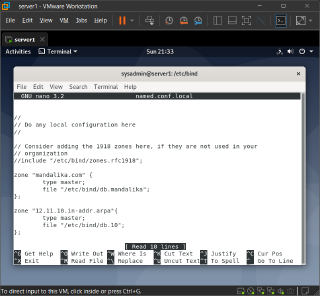 server1 - VMware Workstation
File Edit View VM Tabs Help
server1
Activities Terminal Sun 21:33
sysadmin@server1: /etc/bind
File Edit View Search Terminal Help
GNU nano 3.2 named.conf.local
//
// Do any local configuration here
//
// Consider adding the 1918 zones here, if they are not used in your
// organization
//include "/etc/bind/zones.rfc1918";
zone "mandalika.com" {
type master;
file "/etc/bind/db.mandalika";
};
zone "12.11.10.in-addr.arpa"{
type master;
file "/etc/bind/db.10";
};
[ Read 18 lines ]
^G Get Help ^O Write Out ^W Where Is ^K Cut Text ^J Justify ^C Cur Pos
^X Exit ^R Read File ^\ Replace ^U Uncut Text ^T To Spell ^_ Go To Line
To direct input to this VM, click inside or press Ctrl+G.